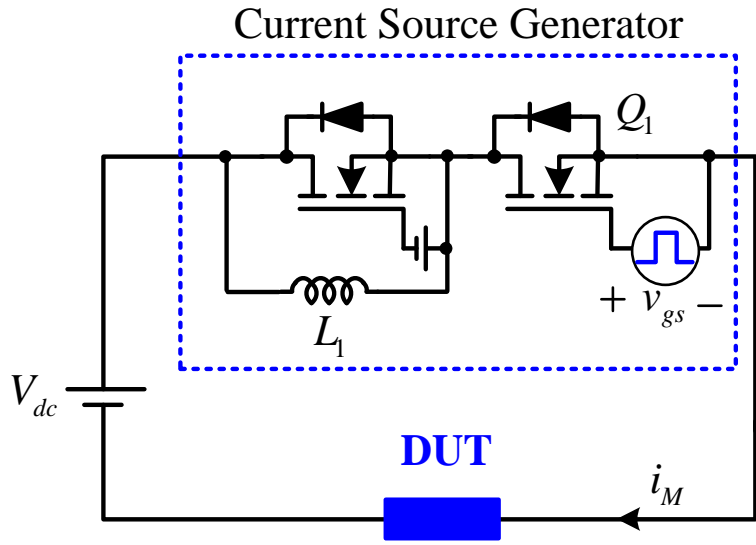 Current Source Generator
Q1
+ vgs −
L1
Vdc
DUT
iM